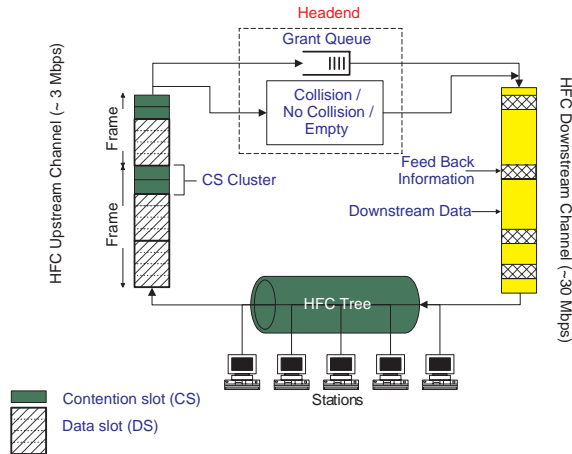 Headend
Grant Queue
Collision /
No Collision /
Empty
HFC Upstream Channel (~ 3 Mbps)
Frame
Frame
CS Cluster
Feed Back
Information
Downstream Data
HFC Downstream Channel (~30 Mbps)
HFC Tree
Stations
Contention slot (CS)
Data slot (DS)